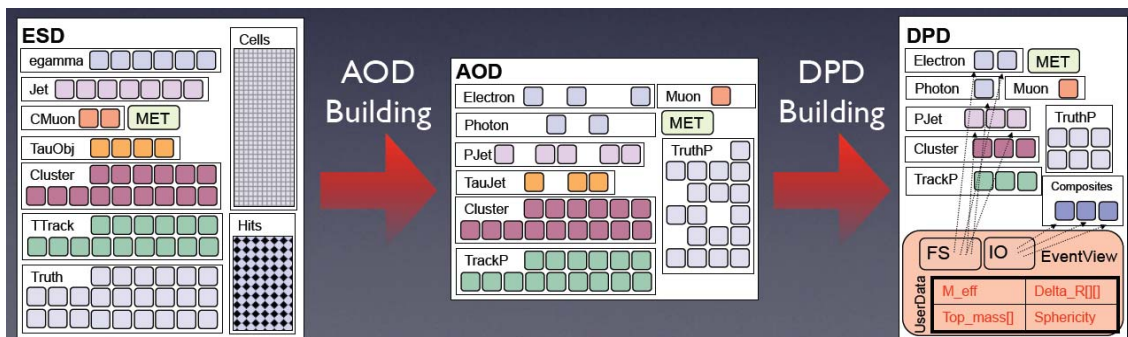 ESD
Cells
egamma
Jet
CMuon
MET
TauObj
Cluster
TTrack
Hits
Truth
AOD
Building
AOD
Electron
Muon
Photon
MET
PJet
TruthP
TauJet
Cluster
TrackP
DPD
Building
DPD
Electron
MET
Photon
Muon
PJet
TruthP
Cluster
TrackP
Composites
FS
IO
EventView
UserData
M_eff
Delta_R[][]
Top_mass[]
Sphericity